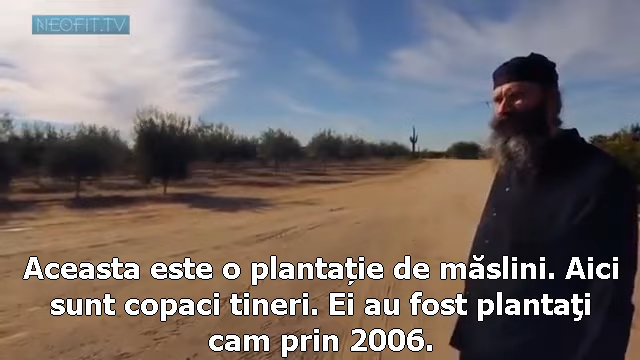 NEOFIT.TV
Aceasta este o plantație de măslini. Aici
sunt copaci tineri. Ei au fost plantaţi
cam prin 2006.